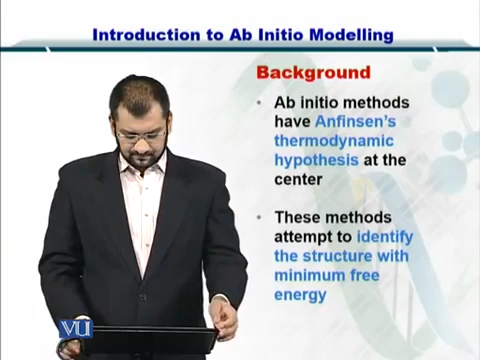 Introduction to Ab Initio Modelling
Background
• Ab initio methods
have Anfinsen's
thermodynamic
hypothesis at the
center
• These methods
attempt to identify
the structure with
minimum free
energy
VU